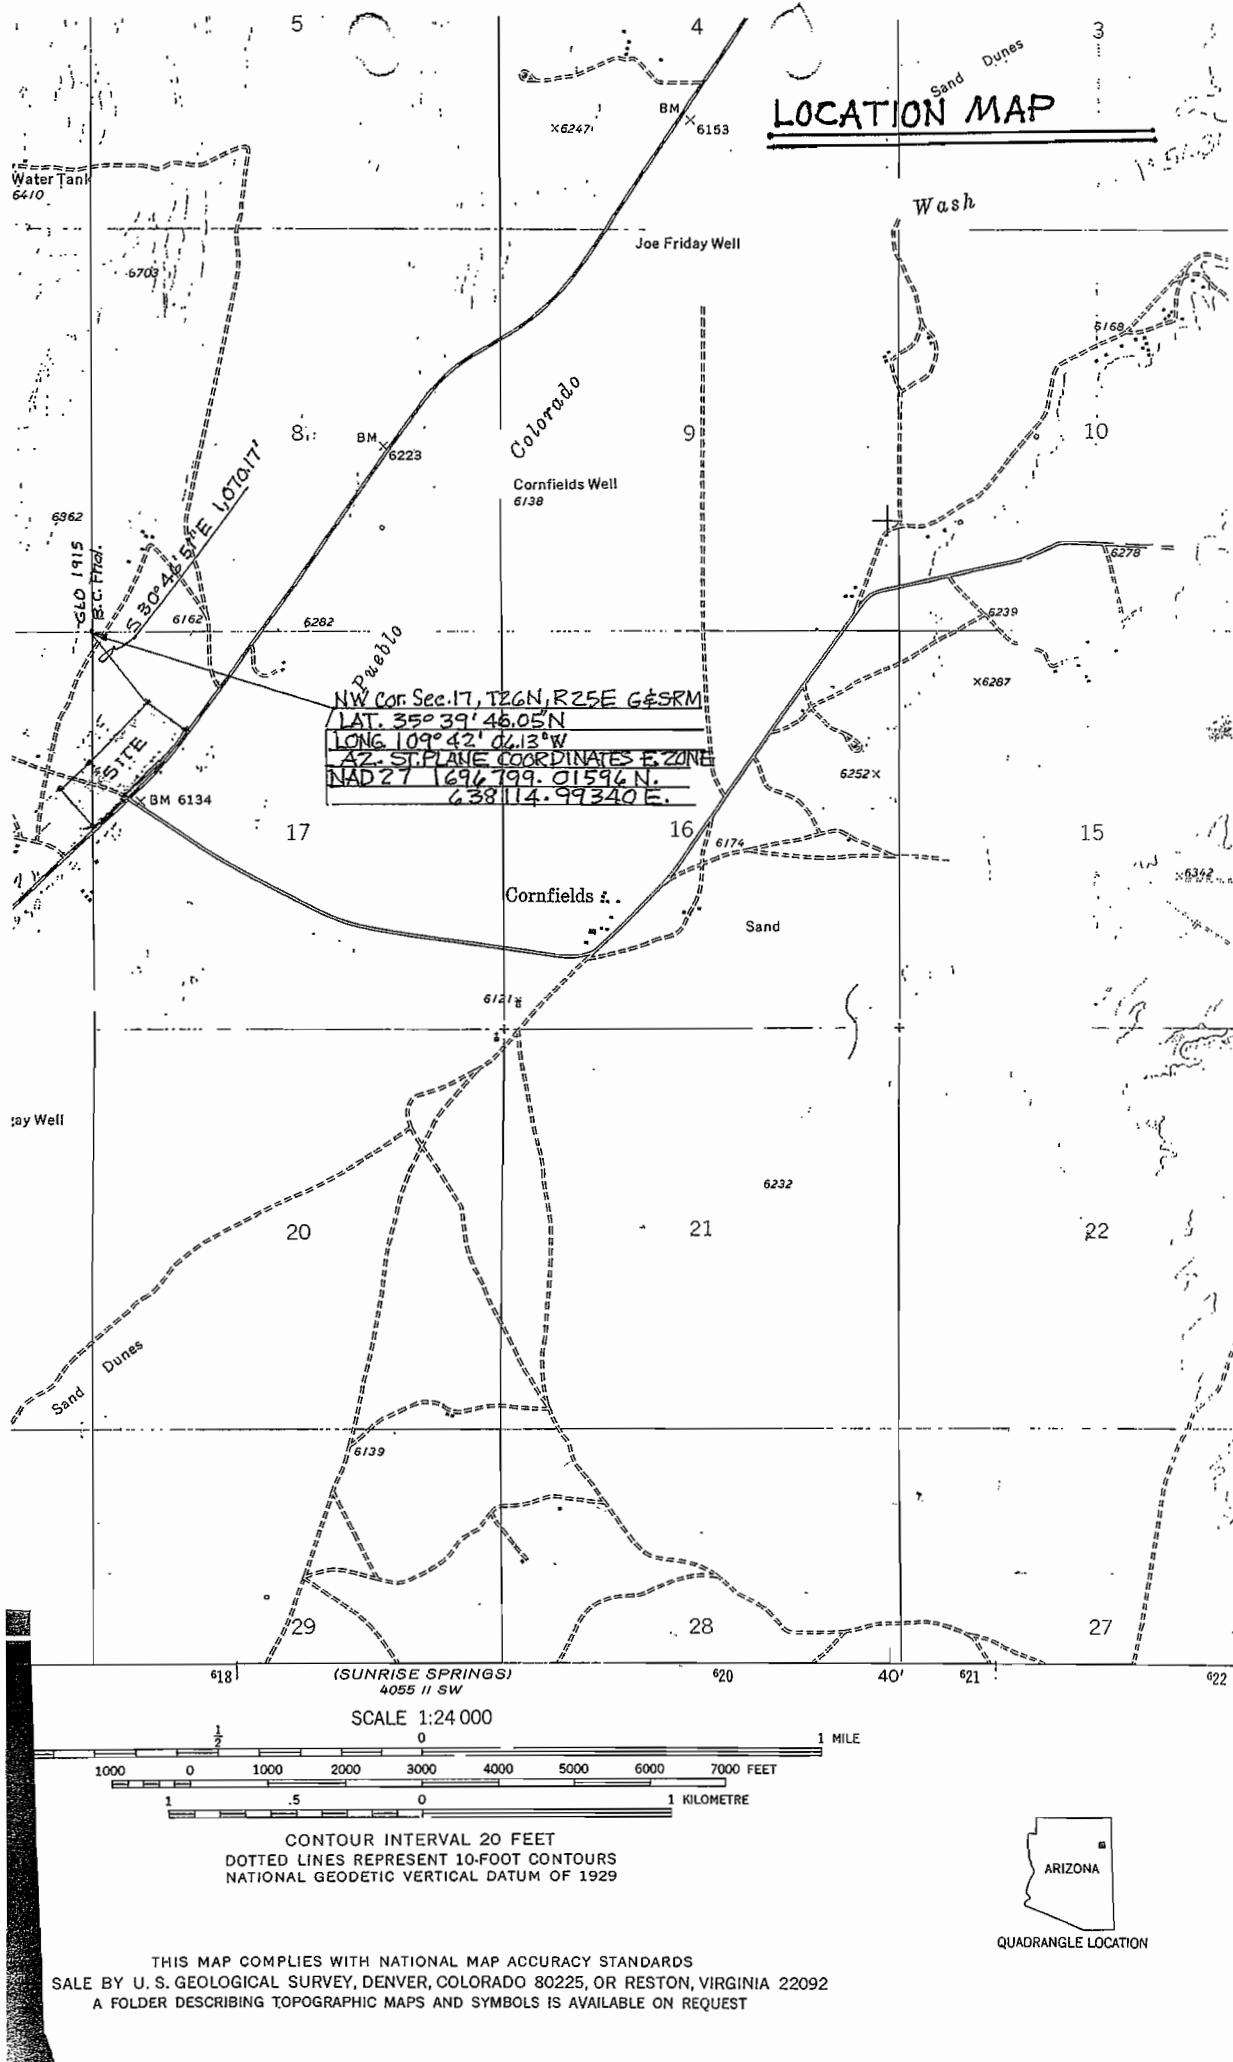 5
4
3
Sand Dunes
LOCATION MAP
BM
6153
×6247
Water Tank
6410
Wash
Joe Friday Well
6703
6168
Colorado
8
BM
6223
9
10
Cornfields Well
6138
6362
GLO 1915
B.C. Fnd.
S 30° 46' 51" E 1,070.17'
6162
6282
6278
6239
Pueblo
×6287
NW Cor. Sec. 17, T26N, R25E G&SRM
LAT. 35° 39' 46.05" N
LONG 109° 42' 06.13" W
AZ. ST. PLANE COORDINATES E. ZONE
NAD27 1696799.01596 N.
638114.99340 E.
SITE
BM 6134
6252×
17
16
6174
15
6342
Cornfields
Sand
6121
ay Well
6232
20
21
22
Sand Dunes
6139
29
28
27
618
(SUNRISE SPRINGS)
4055 II SW
620
40'
621
622
SCALE 1:24 000
1/2 0 1 MILE
1000 0 1000 2000 3000 4000 5000 6000 7000 FEET
1 .5 0 1 KILOMETRE
CONTOUR INTERVAL 20 FEET
DOTTED LINES REPRESENT 10-FOOT CONTOURS
NATIONAL GEODETIC VERTICAL DATUM OF 1929
ARIZONA
QUADRANGLE LOCATION
THIS MAP COMPLIES WITH NATIONAL MAP ACCURACY STANDARDS
SALE BY U. S. GEOLOGICAL SURVEY, DENVER, COLORADO 80225, OR RESTON, VIRGINIA 22092
A FOLDER DESCRIBING TOPOGRAPHIC MAPS AND SYMBOLS IS AVAILABLE ON REQUEST